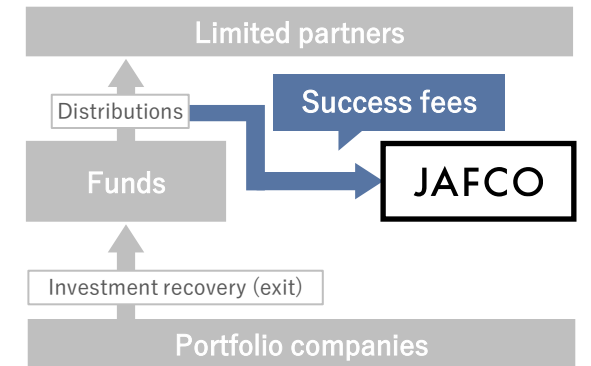 Limited partners
Distributions
Success fees
Funds
JAFCO
Investment recovery (exit)
Portfolio companies